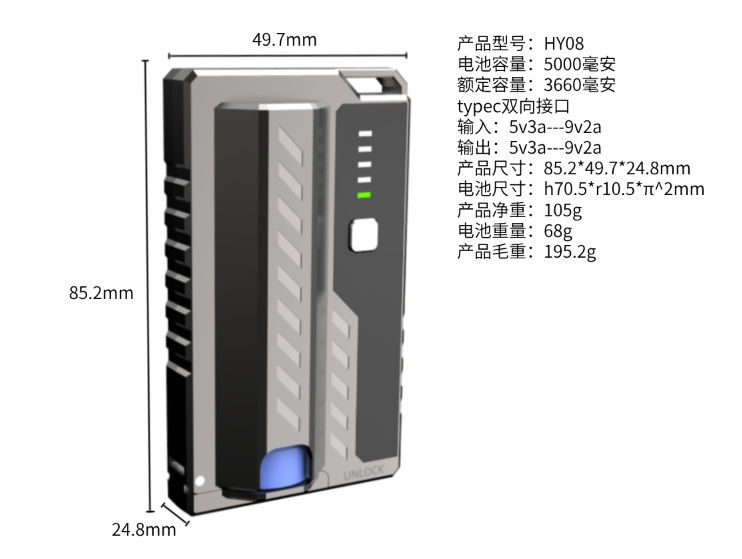 49.7mm
产品型号：HY08
电池容量：5000毫安
额定容量：3660毫安
typec双向接口
输入：5v3a---9v2a
输出：5v3a---9v2a
产品尺寸：85.2*49.7*24.8mm
电池尺寸：h70.5*r10.5*π^2mm
产品净重：105g
电池重量：68g
产品毛重：195.2g
85.2mm
UNLOCK
24.8mm